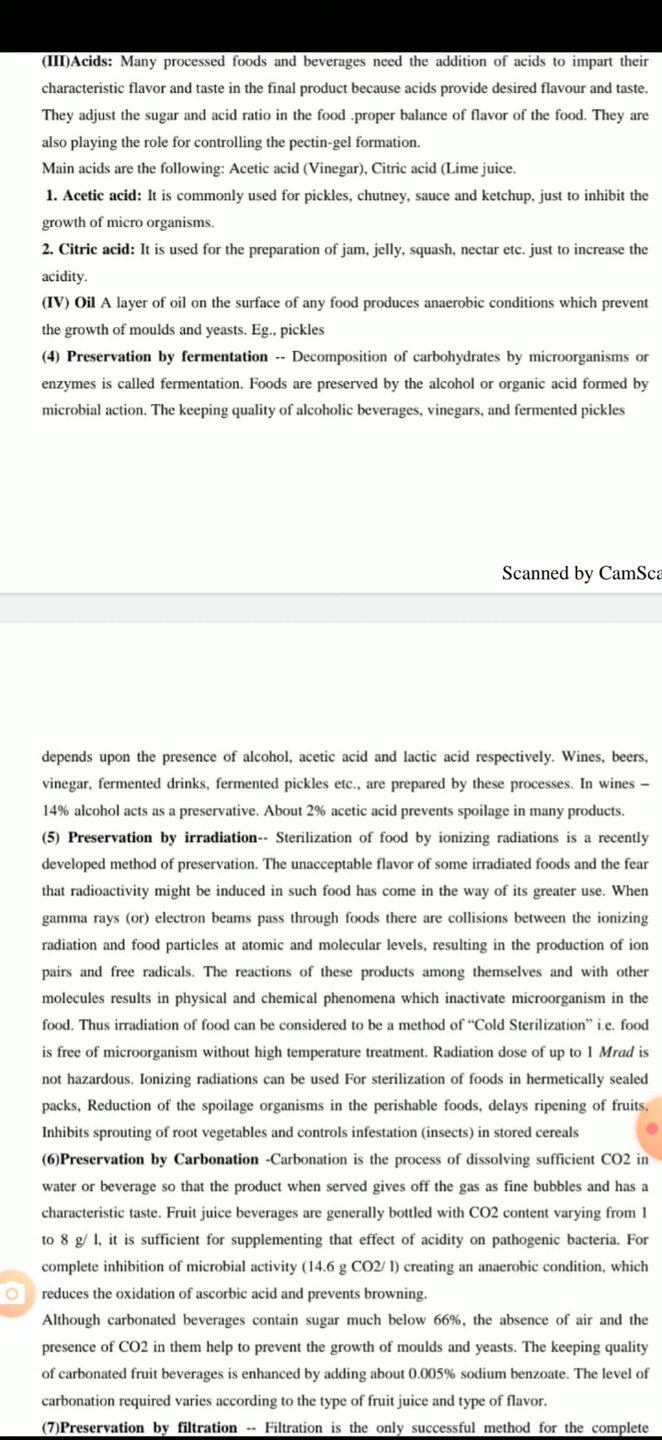 (III)Acids: Many processed foods and beverages need the addition of acids to impart their
characteristic flavor and taste in the final product because acids provide desired flavour and taste.
They adjust the sugar and acid ratio in the food .proper balance of flavor of the food. They are
also playing the role for controlling the pectin-gel formation.
Main acids are the following: Acetic acid (Vinegar), Citric acid (Lime juice.
1. Acetic acid: It is commonly used for pickles, chutney, sauce and ketchup, just to inhibit the
growth of micro organisms.
2. Citric acid: It is used for the preparation of jam, jelly, squash, nectar etc. just to increase the
acidity.
(IV) Oil A layer of oil on the surface of any food produces anaerobic conditions which prevent
the growth of moulds and yeasts. Eg., pickles
(4) Preservation by fermentation -- Decomposition of carbohydrates by microorganisms or
enzymes is called fermentation. Foods are preserved by the alcohol or organic acid formed by
microbial action. The keeping quality of alcoholic beverages, vinegars, and fermented pickles
Scanned by CamSca
depends upon the presence of alcohol, acetic acid and lactic acid respectively. Wines, beers,
vinegar, fermented drinks, fermented pickles etc., are prepared by these processes. In wines –
14% alcohol acts as a preservative. About 2% acetic acid prevents spoilage in many products.
(5) Preservation by irradiation-- Sterilization of food by ionizing radiations is a recently
developed method of preservation. The unacceptable flavor of some irradiated foods and the fear
that radioactivity might be induced in such food has come in the way of its greater use. When
gamma rays (or) electron beams pass through foods there are collisions between the ionizing
radiation and food particles at atomic and molecular levels, resulting in the production of ion
pairs and free radicals. The reactions of these products among themselves and with other
molecules results in physical and chemical phenomena which inactivate microorganism in the
food. Thus irradiation of food can be considered to be a method of “Cold Sterilization” i.e. food
is free of microorganism without high temperature treatment. Radiation dose of up to 1 Mrad is
not hazardous. Ionizing radiations can be used For sterilization of foods in hermetically sealed
packs, Reduction of the spoilage organisms in the perishable foods, delays ripening of fruits,
Inhibits sprouting of root vegetables and controls infestation (insects) in stored cereals
(6)Preservation by Carbonation -Carbonation is the process of dissolving sufficient CO2 in
water or beverage so that the product when served gives off the gas as fine bubbles and has a
characteristic taste. Fruit juice beverages are generally bottled with CO2 content varying from 1
to 8 g/ l, it is sufficient for supplementing that effect of acidity on pathogenic bacteria. For
complete inhibition of microbial activity (14.6 g CO2/ l) creating an anaerobic condition, which
reduces the oxidation of ascorbic acid and prevents browning.
Although carbonated beverages contain sugar much below 66%, the absence of air and the
presence of CO2 in them help to prevent the growth of moulds and yeasts. The keeping quality
of carbonated fruit beverages is enhanced by adding about 0.005% sodium benzoate. The level of
carbonation required varies according to the type of fruit juice and type of flavor.
(7)Preservation by filtration -- Filtration is the only successful method for the complete